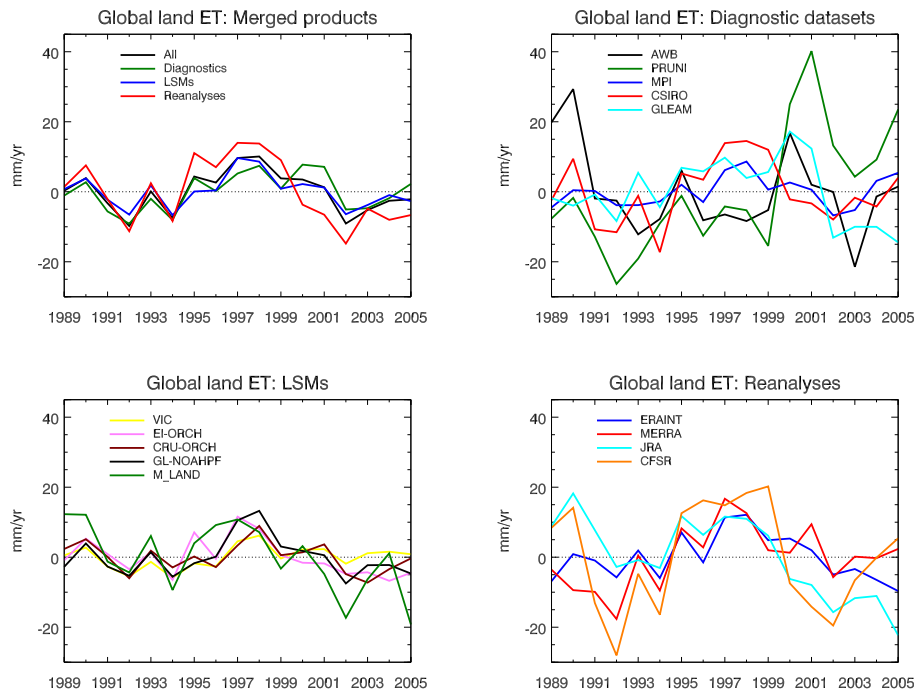 Global land ET: Merged products
mm/yr
40
20
0
-20
All
Diagnostics
LSMs
Reanalyses
1989 1991 1993 1995 1997 1999 2001 2003 2005
Global land ET: Diagnostic datasets
mm/yr
40
20
0
-20
AWB
PRUNI
MPI
CSIRO
GLEAM
1989 1991 1993 1995 1997 1999 2001 2003 2005
Global land ET: LSMs
mm/yr
40
20
0
-20
VIC
EI-ORCH
CRU-ORCH
GL-NOAHPF
M_LAND
1989 1991 1993 1995 1997 1999 2001 2003 2005
Global land ET: Reanalyses
mm/yr
40
20
0
-20
ERAINT
MERRA
JRA
CFSR
1989 1991 1993 1995 1997 1999 2001 2003 2005